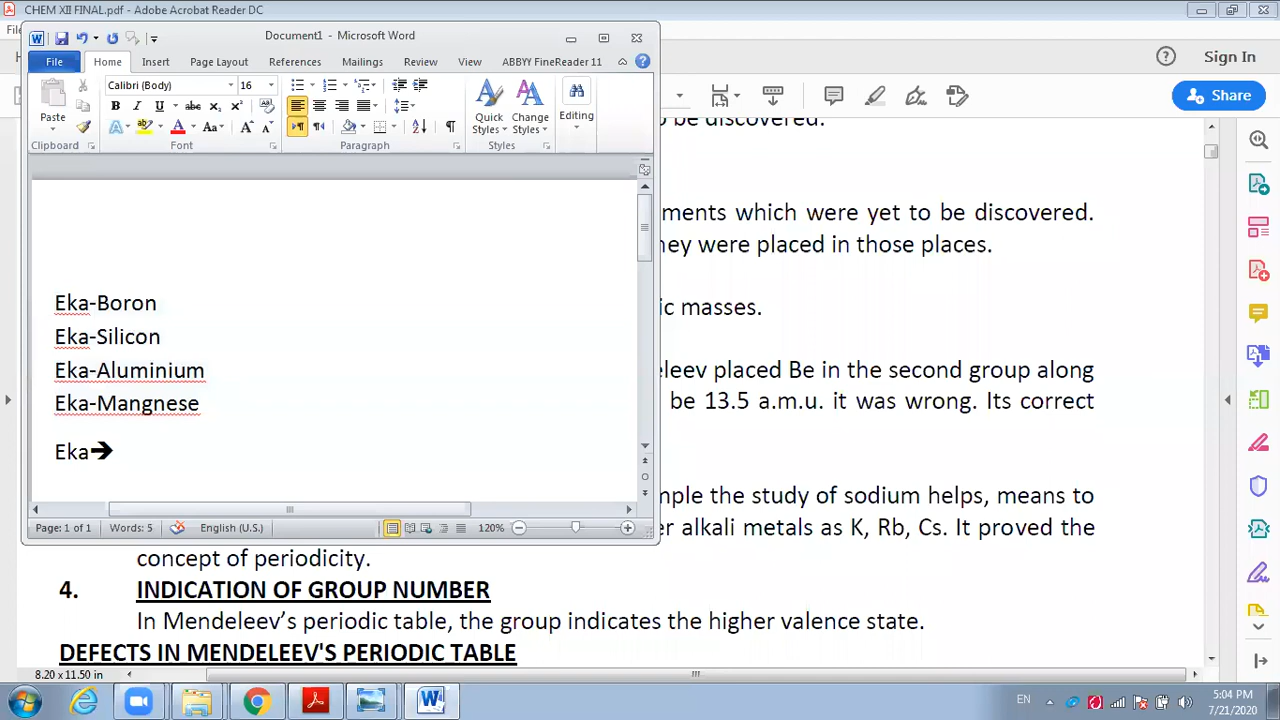 CHEM XII FINAL.pdf - Adobe Acrobat Reader DC
Document1 - Microsoft Word
File Home Insert Page Layout References Mailings Review View ABBYY FineReader 11
Sign In
Calibri (Body) 16
Paste
Quick Styles
Change Styles
Editing
Share
Clipboard Font Paragraph Styles
to be discovered.
ments which were yet to be discovered.
hey were placed in those places.
Eka-Boron
ic masses.
Eka-Silicon
Eka-Aluminium
eleev placed Be in the second group along
Eka-Mangnese
be 13.5 a.m.u. it was wrong. Its correct
Eka➔
mple the study of sodium helps, means to
Page: 1 of 1 Words: 5 English (U.S.) 120%
er alkali metals as K, Rb, Cs. It proved the
concept of periodicity.
4. INDICATION OF GROUP NUMBER
In Mendeleev’s periodic table, the group indicates the higher valence state.
DEFECTS IN MENDELEEV'S PERIODIC TABLE
8.20 x 11.50 in
EN 5:04 PM
7/21/2020